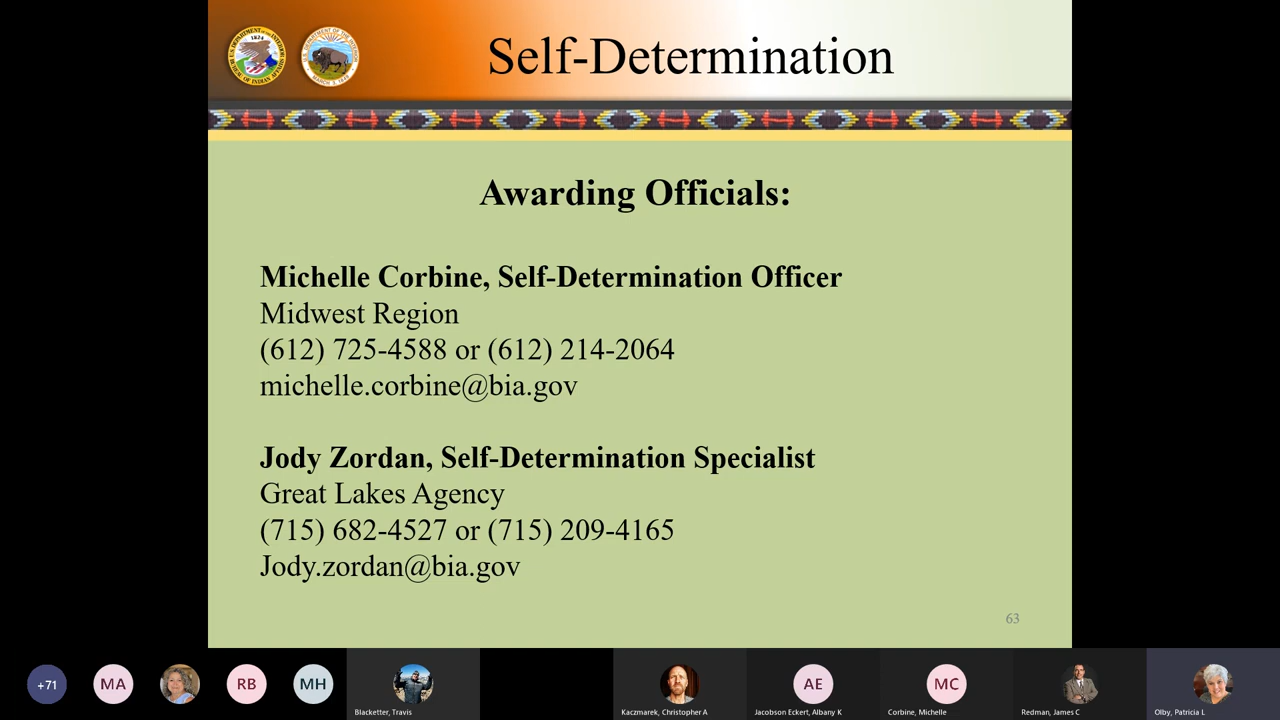 Self-Determination
Awarding Officials:
Michelle Corbine, Self-Determination Officer
Midwest Region
(612) 725-4588 or (612) 214-2064
michelle.corbine@bia.gov
Jody Zordan, Self-Determination Specialist
Great Lakes Agency
(715) 682-4527 or (715) 209-4165
Jody.zordan@bia.gov
63
+71
MA
RB
MH
AE
MC
Blacketter, Travis
Kaczmarek, Christopher A
Jacobson Eckert, Albany K
Corbine, Michelle
Redman, James C
Olby, Patricia L